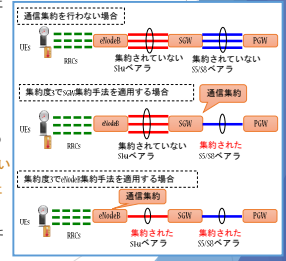 通信集約を行わない場合
UEs
RRCs
eNodeB
集約されていない
S1uベアラ
SGW
集約されていない
S5/S8ベアラ
PGW
集約度3でSGW集約手法を適用する場合
通信集約
UEs
RRCs
eNodeB
集約されていない
S1uベアラ
SGW
集約された
S5/S8ベアラ
PGW
集約度3でeNodeB集約手法を適用する場合
通信集約
UEs
RRCs
eNodeB
集約された
S1uベアラ
SGW
集約された
S5/S8ベアラ
PGW
い